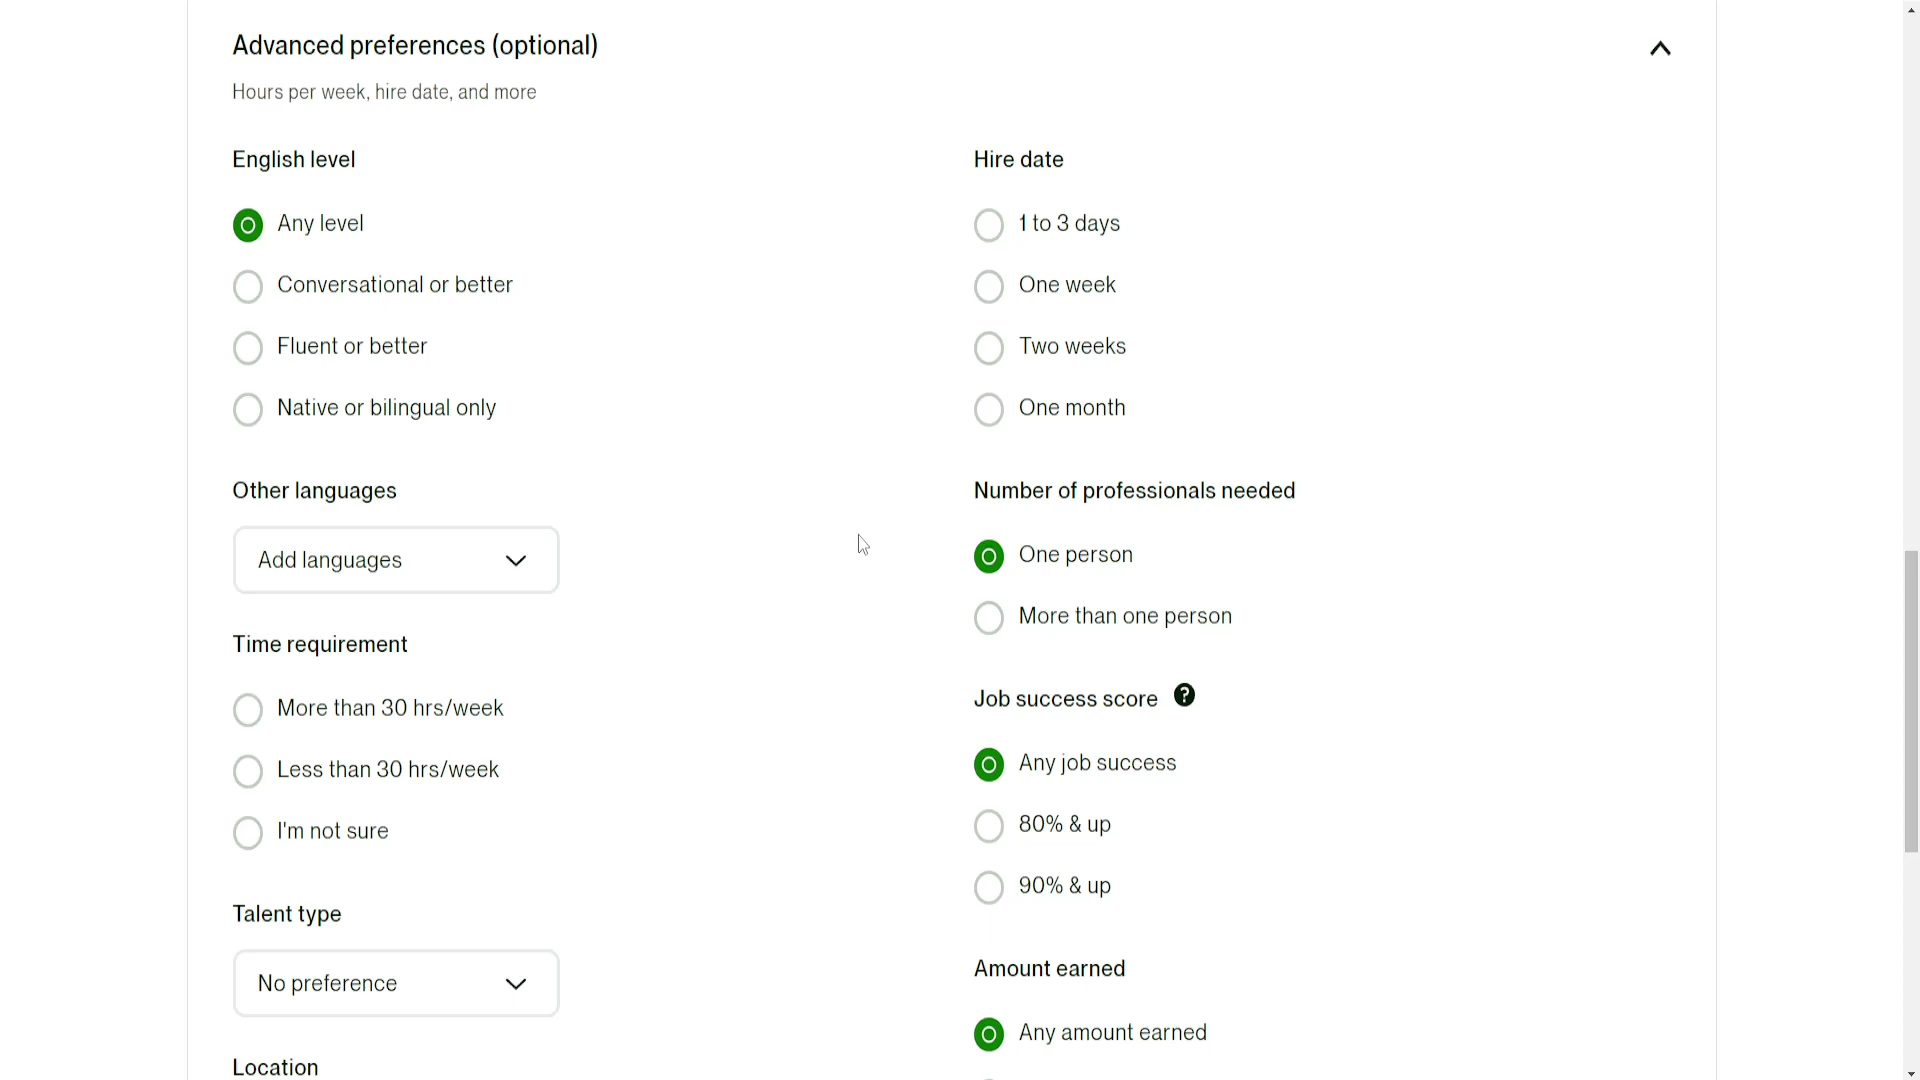 Advanced preferences (optional)
Hours per week, hire date, and more
English level
Any level
Conversational or better
Fluent or better
Native or bilingual only
Other languages
Add languages
Time requirement
More than 30 hrs/week
Less than 30 hrs/week
I'm not sure
Talent type
No preference
Location
Hire date
1 to 3 days
One week
Two weeks
One month
Number of professionals needed
One person
More than one person
Job success score ?
Any job success
80% & up
90% & up
Amount earned
Any amount earned